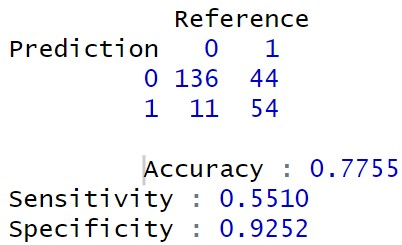 Reference
Prediction 0 1
0 136 44
1 11 54
Accuracy : 0.7755
Sensitivity : 0.5510
Specificity : 0.9252